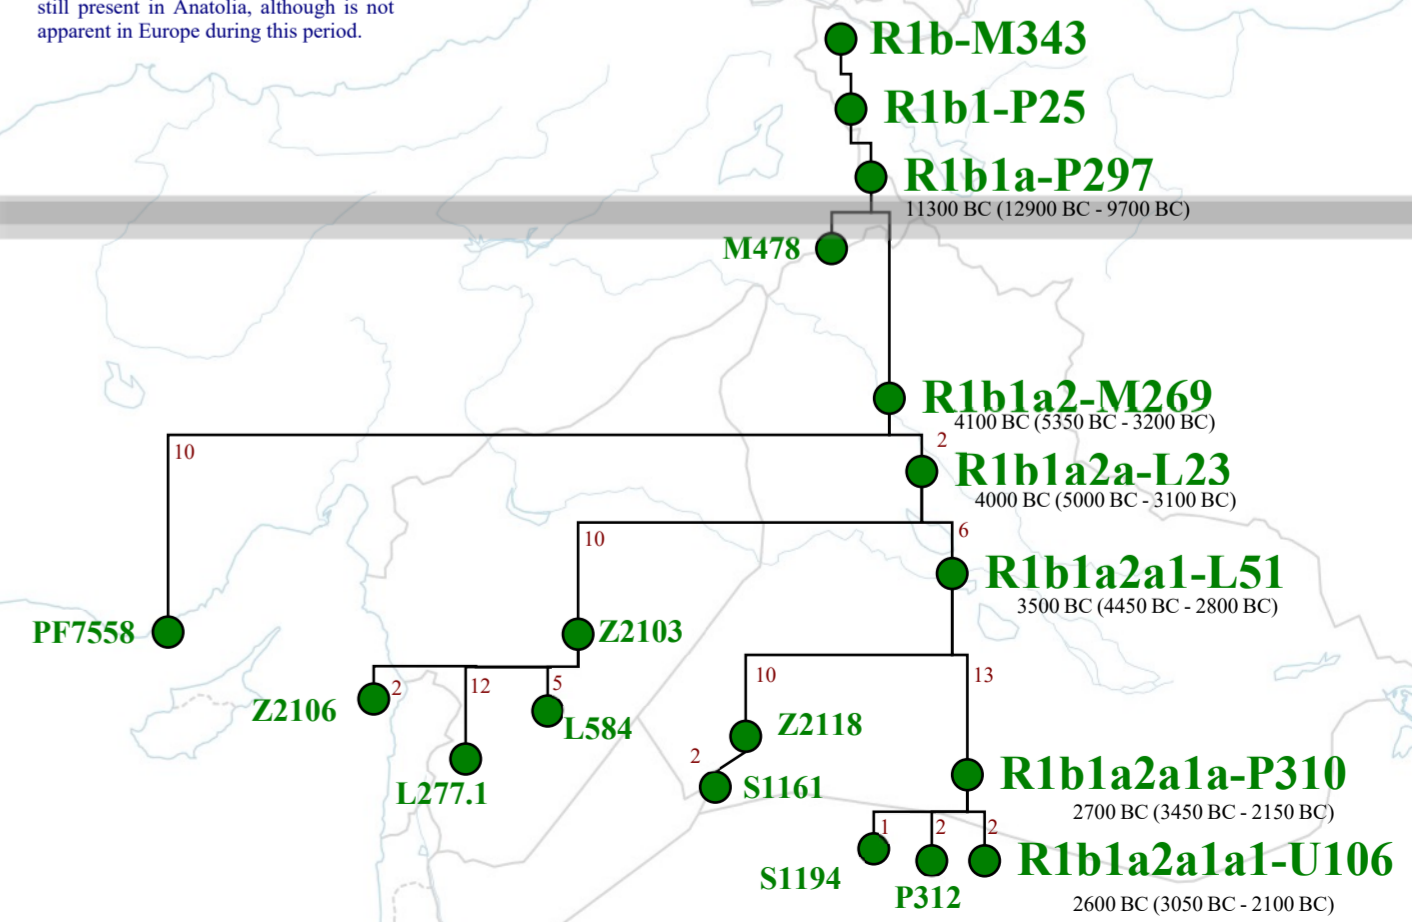 still present in Anatolia, although is not
apparent in Europe during this period.
R1b-M343
R1b1-P25
R1b1a-P297
11300 BC (12900 BC - 9700 BC)
M478
R1b1a2-M269
4100 BC (5350 BC - 3200 BC)
10
2
R1b1a2a-L23
4000 BC (5000 BC - 3100 BC)
10
6
R1b1a2a1-L51
3500 BC (4450 BC - 2800 BC)
PF7558
Z2103
10
13
2
12
5
Z2106
L584
Z2118
2
L277.1
S1161
R1b1a2a1a-P310
2700 BC (3450 BC - 2150 BC)
1
2
2
S1194
P312
R1b1a2a1a1-U106
2600 BC (3050 BC - 2100 BC)